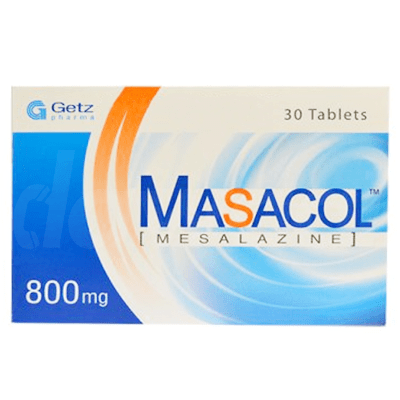 Getz
pharma
30 Tablets
MASACOL™
[ MESALAZINE ]
800mg